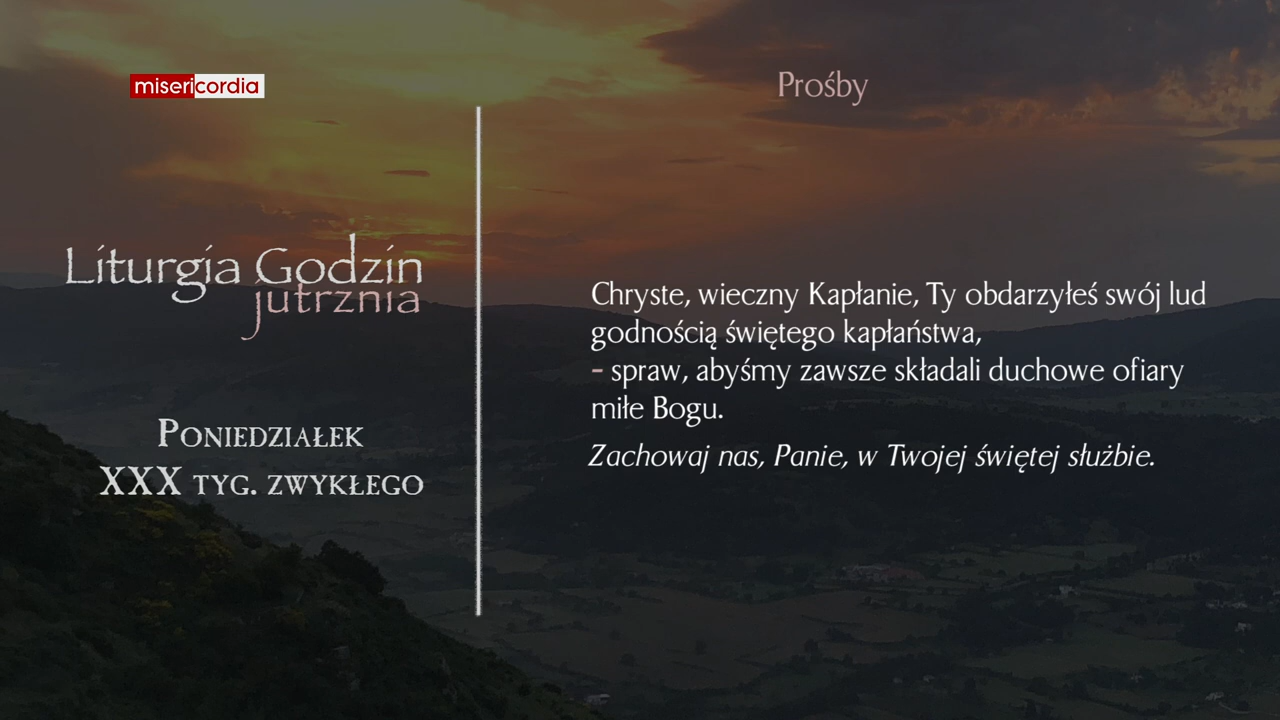 misericordia
Liturgia Godzin
jutrznia
Poniedziałek
XXX tyg. zwykłego
Prośby
Chryste, wieczny Kapłanie, Ty obdarzyłeś swój lud
godnością świętego kapłaństwa,
- spraw, abyśmy zawsze składali duchowe ofiary
miłe Bogu.
Zachowaj nas, Panie, w Twojej świętej służbie.